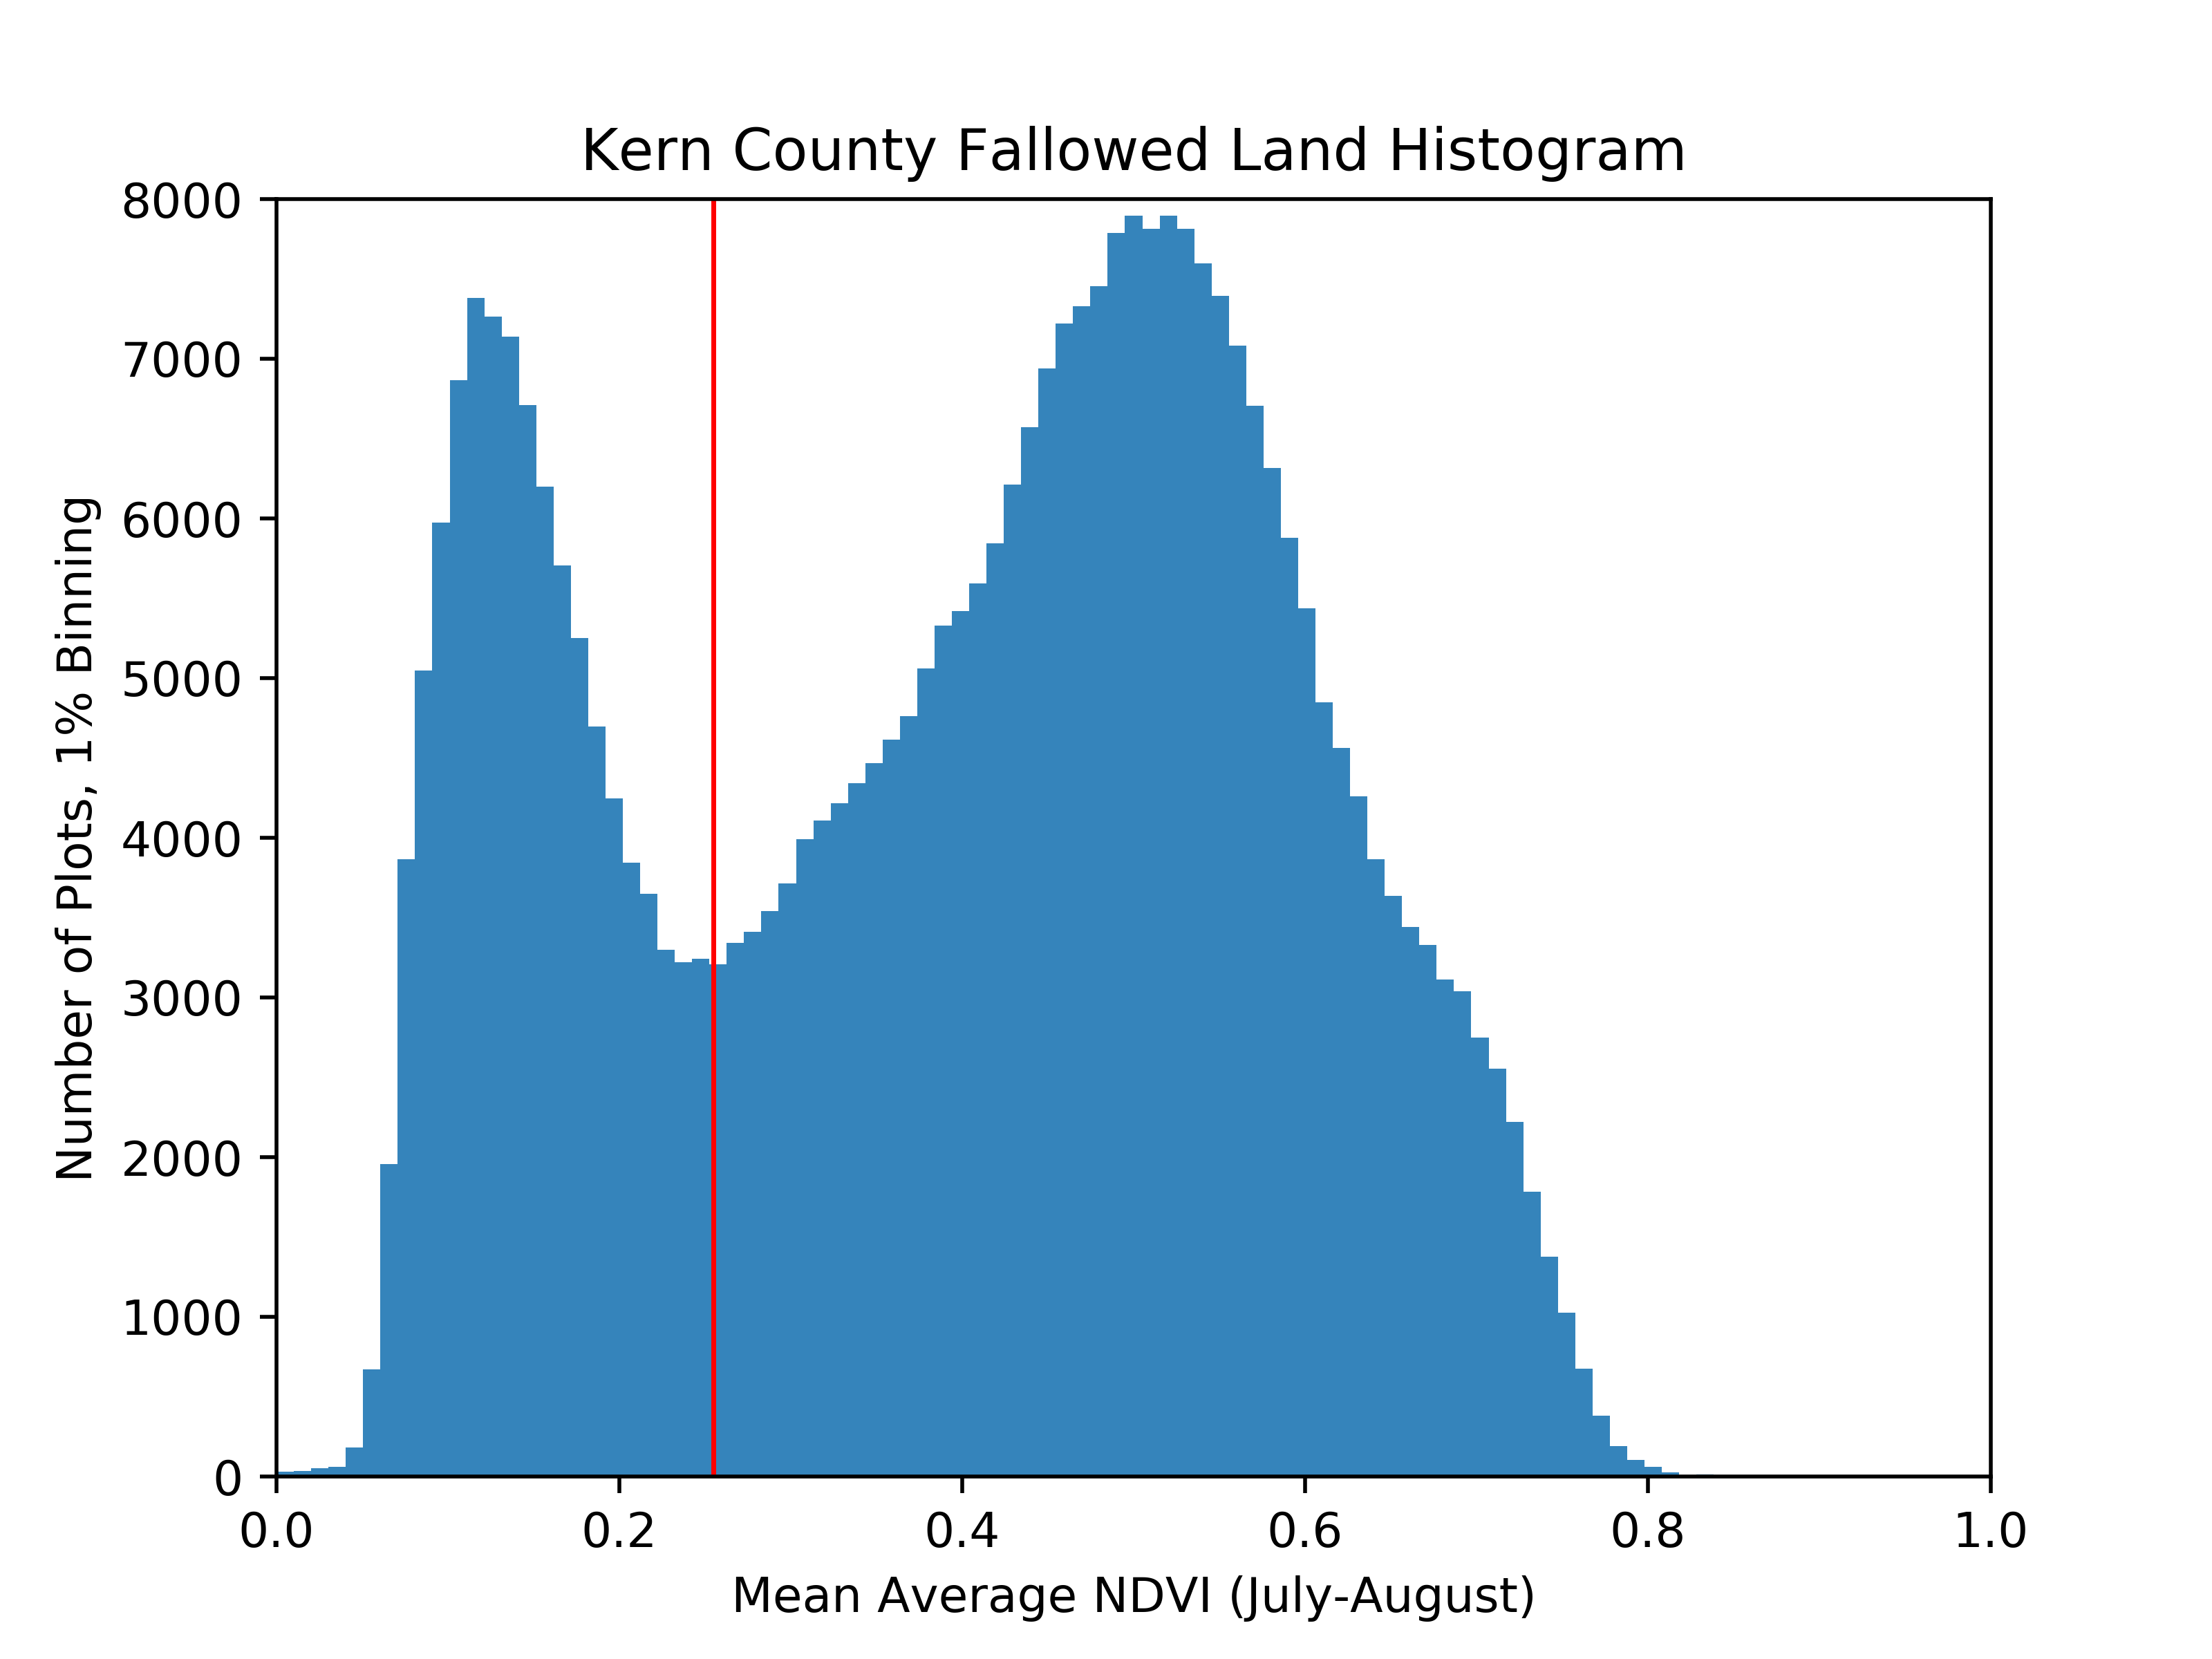 Kern County Fallowed Land Histogram
8000
7000
6000
5000
4000
3000
2000
1000
0
Number of Plots, 1% Binning
0.0 0.2 0.4 0.6 0.8 1.0
Mean Average NDVI (July-August)